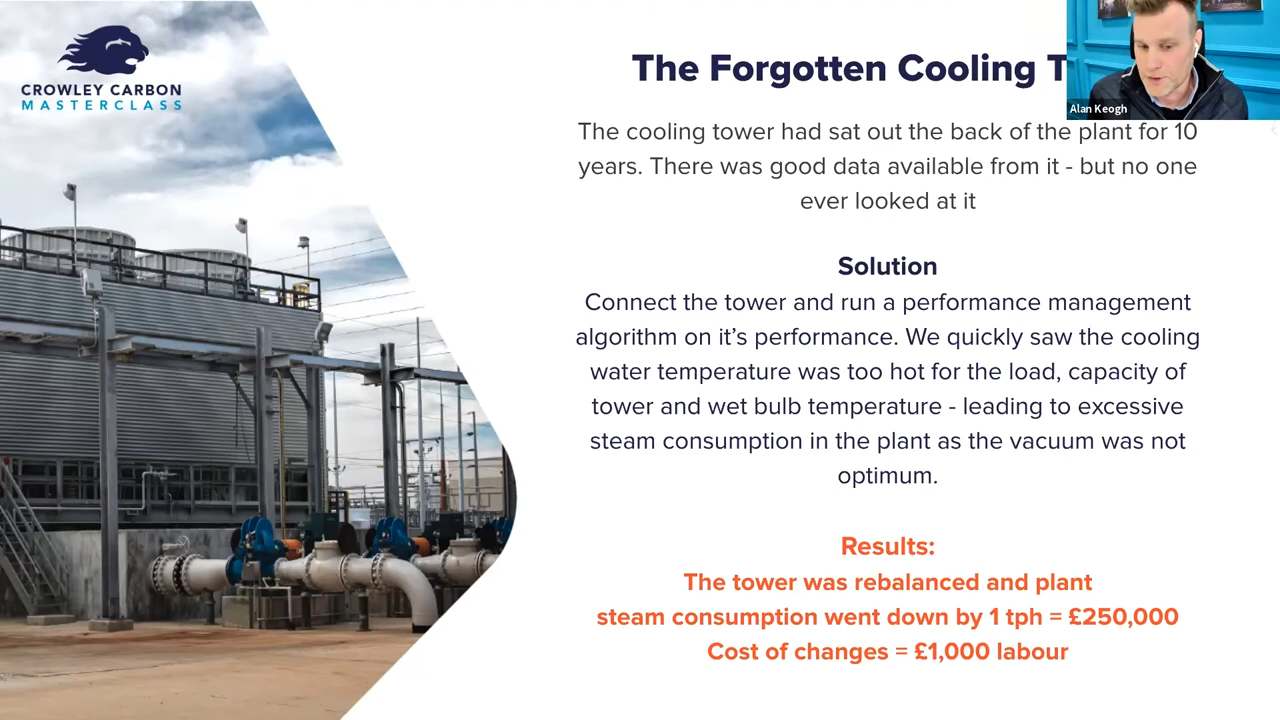 CROWLEY CARBON
MASTERCLASS
The Forgotten Cooling
Alan Keogh
The cooling tower had sat out the back of the plant for 10
years. There was good data available from it - but no one
ever looked at it
Solution
Connect the tower and run a performance management
algorithm on it’s performance. We quickly saw the cooling
water temperature was too hot for the load, capacity of
tower and wet bulb temperature - leading to excessive
steam consumption in the plant as the vacuum was not
optimum.
Results:
The tower was rebalanced and plant
steam consumption went down by 1 tph = £250,000
Cost of changes = £1,000 labour